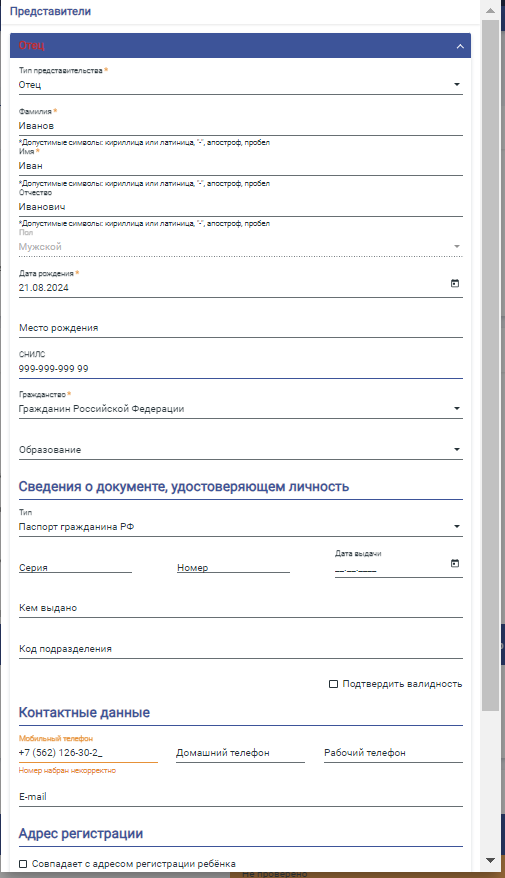 Представители
Отец
Тип представительства *
Отец
Фамилия *
Иванов
*Допустимые символы: кириллица или латиница, "-", апостроф, пробел
Имя *
Иван
*Допустимые символы: кириллица или латиница, "-", апостроф, пробел
Отчество
Иванович
*Допустимые символы: кириллица или латиница, "-", апостроф, пробел
Пол
Мужской
Дата рождения *
21.08.2024
Место рождения
СНИЛС
999-999-999 99
Гражданство *
Гражданин Российской Федерации
Образование
Сведения о документе, удостоверяющем личность
Тип
Паспорт гражданина РФ
Дата выдачи
Серия Номер __.__.____
Кем выдано
Код подразделения
Подтвердить валидность
Контактные данные
Мобильный телефон
+7 (562) 126-30-2_ Домашний телефон Рабочий телефон
Номер набран некорректно
E-mail
Адрес регистрации
Совпадает с адресом регистрации ребёнка
Не проверено